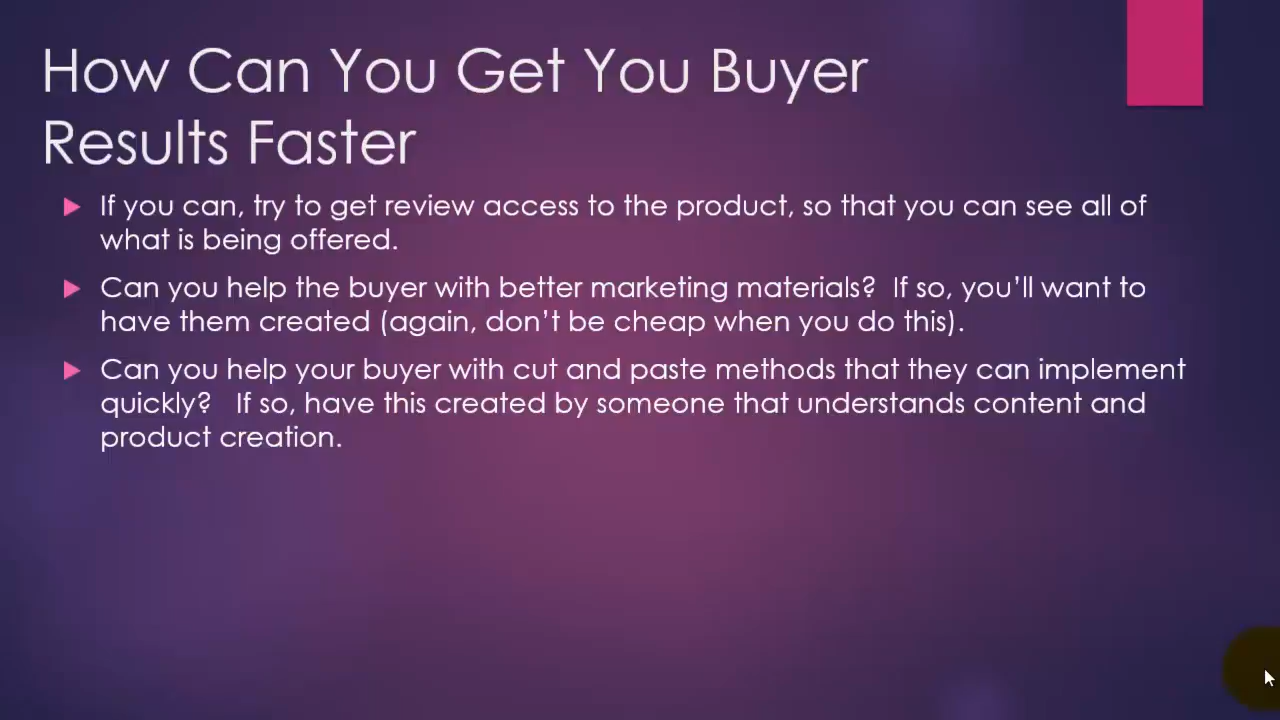 How Can You Get You Buyer
Results Faster
If you can, try to get review access to the product, so that you can see all of
what is being offered.
Can you help the buyer with better marketing materials?  If so, you’ll want to
have them created (again, don’t be cheap when you do this).
Can you help your buyer with cut and paste methods that they can implement
quickly?   If so, have this created by someone that understands content and
product creation.